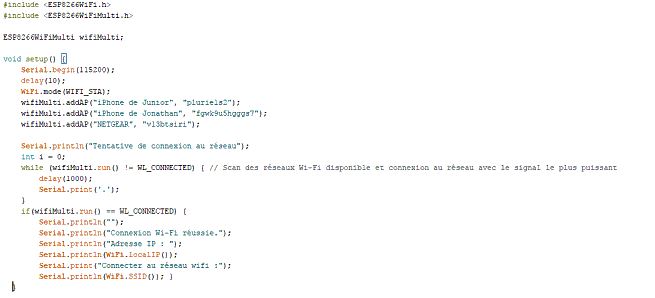 #include <ESP8266WiFi.h>
#include <ESP8266WiFiMulti.h>
ESP8266WiFiMulti wifiMulti;
void setup() {
Serial.begin(115200);
delay(10);
WiFi.mode(WIFI_STA);
wifiMulti.addAP("iPhone de Junior", "pluriels2");
wifiMulti.addAP("iPhone de Jonathan", "fgwk9u5hgggs7");
wifiMulti.addAP("NETGEAR", "vl3btsiri");
Serial.println("Tentative de connexion au réseau");
int i = 0;
while (wifiMulti.run() != WL_CONNECTED) { // Scan des réseaux Wi-Fi disponible et connexion au réseau avec le signal le plus puissant
delay(1000);
Serial.print('.');
}
if(wifiMulti.run() == WL_CONNECTED) {
Serial.println("");
Serial.println("Connexion Wi-Fi réussie.");
Serial.println("Adresse IP : ");
Serial.println(WiFi.localIP());
Serial.print("Connecter au réseau wifi :");
Serial.println(WiFi.SSID()); }
}